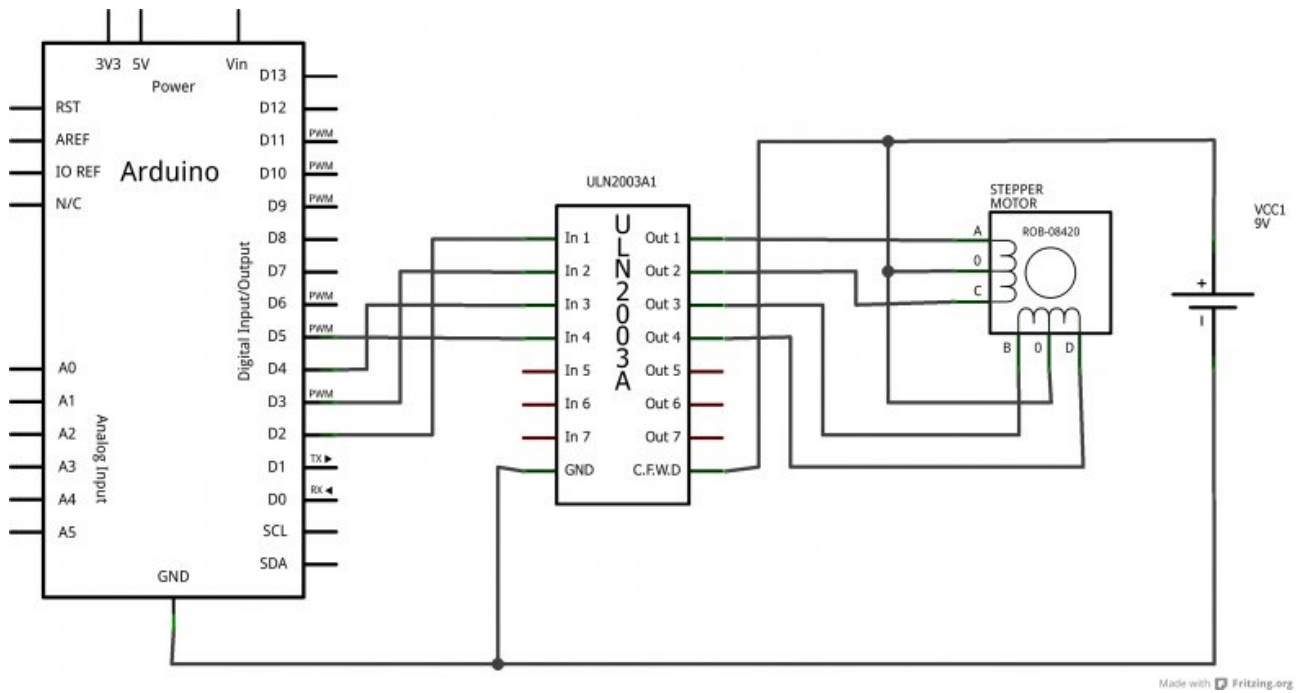 3V3 5V Vin
Power
RST
AREF
IO REF
N/C
Arduino
A0
A1
A2
A3
A4
A5
Analog Input
Digital Input/Output
D13
D12
D11 PWM
D10 PWM
D9 PWM
D8
D7
D6 PWM
D5 PWM
D4
D3 PWM
D2
D1 TX ▶
D0 RX ◀
SCL
SDA
GND
ULN2003A1
ULN2003A
In 1
In 2
In 3
In 4
In 5
In 6
In 7
GND
Out 1
Out 2
Out 3
Out 4
Out 5
Out 6
Out 7
C.F.W.D
STEPPER
MOTOR
ROB-08420
A
0
C
B 0 D
VCC1
9V
+
−
Made with Fritzing.org